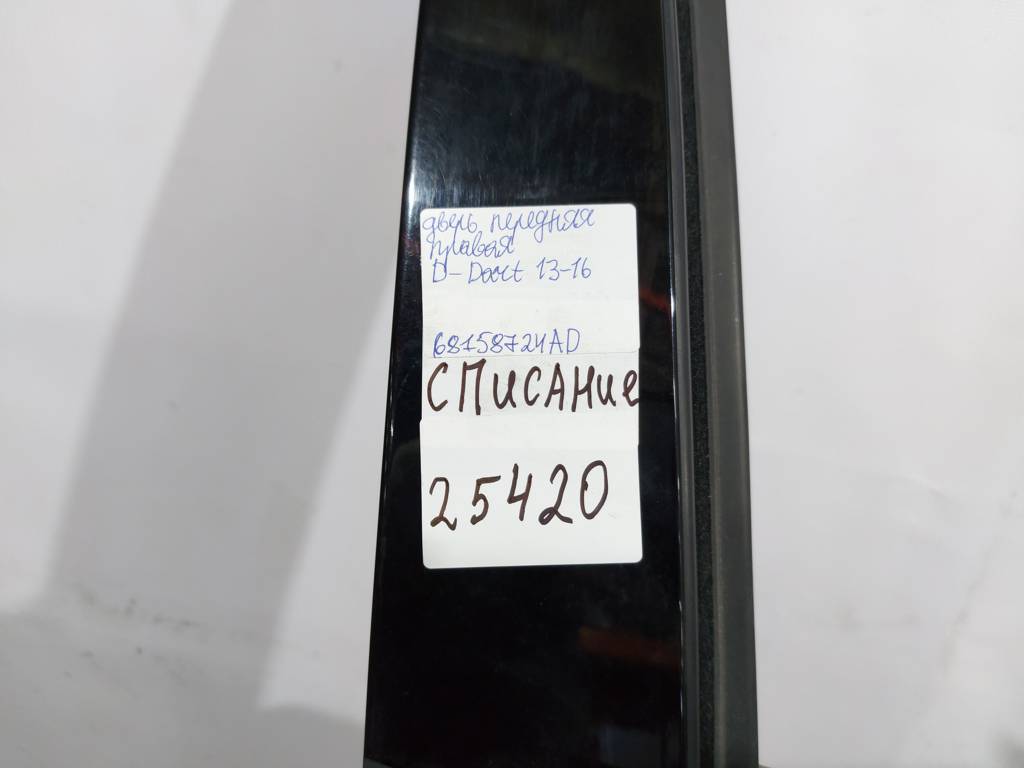 дверь передняя
правая
D-Dart 13-16
68158724AD
СПИСАНИЕ
25420